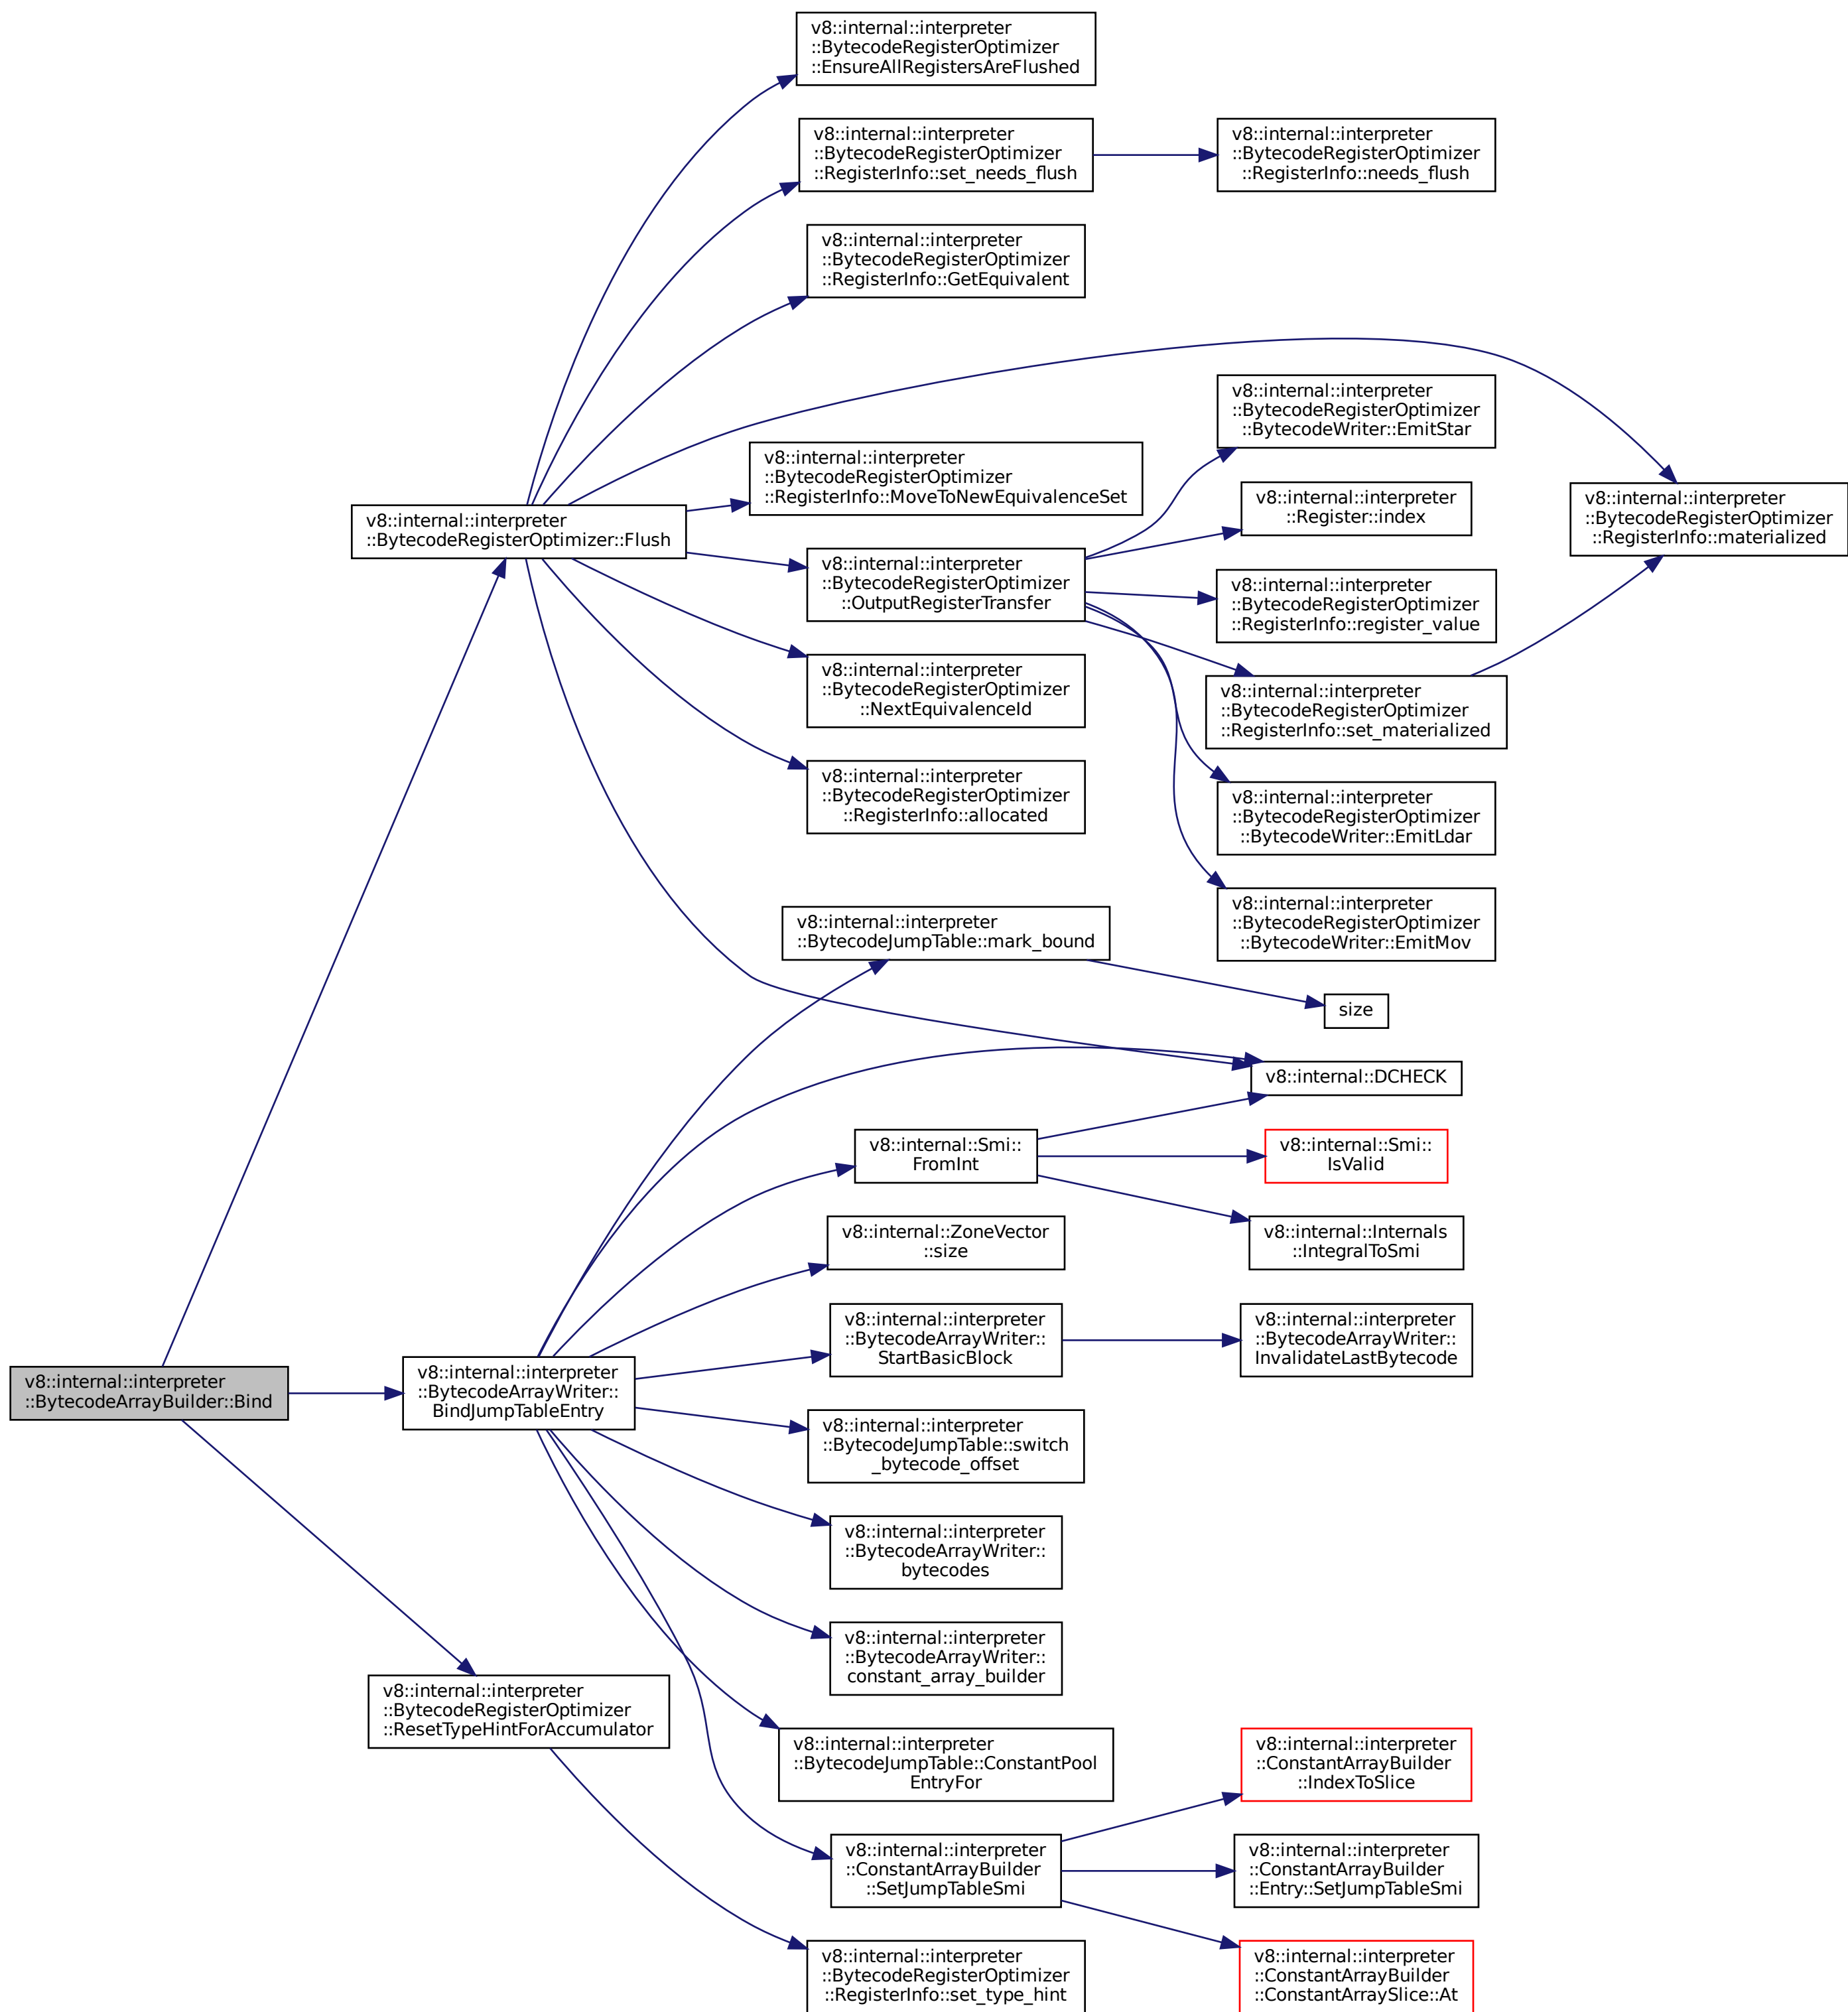 v8::internal::interpreter
::BytecodeRegisterOptimizer
::EnsureAllRegistersAreFlushed
v8::internal::interpreter
::BytecodeRegisterOptimizer
::RegisterInfo::set_needs_flush
v8::internal::interpreter
::BytecodeRegisterOptimizer
::RegisterInfo::needs_flush
v8::internal::interpreter
::BytecodeRegisterOptimizer
::RegisterInfo::GetEquivalent
v8::internal::interpreter
::BytecodeRegisterOptimizer
::BytecodeWriter::EmitStar
v8::internal::interpreter
::BytecodeRegisterOptimizer
::RegisterInfo::MoveToNewEquivalenceSet
v8::internal::interpreter
::Register::index
v8::internal::interpreter
::BytecodeRegisterOptimizer
::RegisterInfo::materialized
v8::internal::interpreter
::BytecodeRegisterOptimizer::Flush
v8::internal::interpreter
::BytecodeRegisterOptimizer
::OutputRegisterTransfer
v8::internal::interpreter
::BytecodeRegisterOptimizer
::RegisterInfo::register_value
v8::internal::interpreter
::BytecodeRegisterOptimizer
::NextEquivalenceId
v8::internal::interpreter
::BytecodeRegisterOptimizer
::RegisterInfo::set_materialized
v8::internal::interpreter
::BytecodeRegisterOptimizer
::RegisterInfo::allocated
v8::internal::interpreter
::BytecodeRegisterOptimizer
::BytecodeWriter::EmitLdar
v8::internal::interpreter
::BytecodeRegisterOptimizer
::BytecodeWriter::EmitMov
v8::internal::interpreter
::BytecodeJumpTable::mark_bound
size
v8::internal::DCHECK
v8::internal::Smi::
FromInt
v8::internal::Smi::
IsValid
v8::internal::ZoneVector
::size
v8::internal::Internals
::IntegralToSmi
v8::internal::interpreter
::BytecodeArrayWriter::
StartBasicBlock
v8::internal::interpreter
::BytecodeArrayWriter::
InvalidateLastBytecode
v8::internal::interpreter
::BytecodeArrayBuilder::Bind
v8::internal::interpreter
::BytecodeArrayWriter::
BindJumpTableEntry
v8::internal::interpreter
::BytecodeJumpTable::switch
_bytecode_offset
v8::internal::interpreter
::BytecodeArrayWriter::
bytecodes
v8::internal::interpreter
::BytecodeArrayWriter::
constant_array_builder
v8::internal::interpreter
::BytecodeRegisterOptimizer
::ResetTypeHintForAccumulator
v8::internal::interpreter
::BytecodeJumpTable::ConstantPool
EntryFor
v8::internal::interpreter
::ConstantArrayBuilder
::IndexToSlice
v8::internal::interpreter
::ConstantArrayBuilder
::SetJumpTableSmi
v8::internal::interpreter
::ConstantArrayBuilder
::Entry::SetJumpTableSmi
v8::internal::interpreter
::BytecodeRegisterOptimizer
::RegisterInfo::set_type_hint
v8::internal::interpreter
::ConstantArrayBuilder
::ConstantArraySlice::At